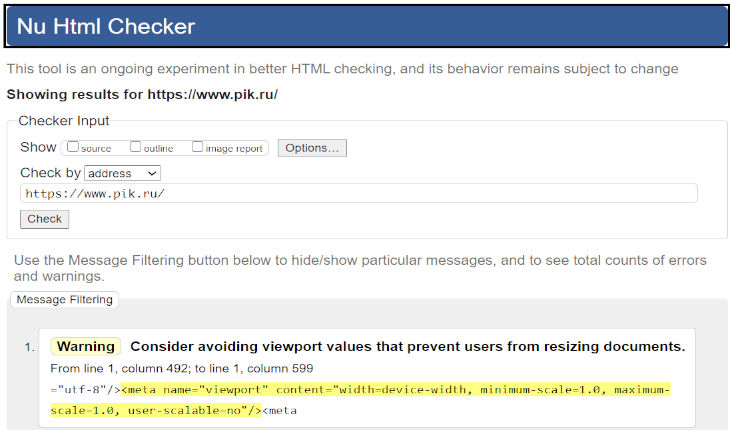 Nu Html Checker
This tool is an ongoing experiment in better HTML checking, and its behavior remains subject to change
Showing results for https://www.pik.ru/
Checker Input
Show source outline image report Options...
Check by address
https://www.pik.ru/
Check
Use the Message Filtering button below to hide/show particular messages, and to see total counts of errors
and warnings.
Message Filtering
1. Warning Consider avoiding viewport values that prevent users from resizing documents.
From line 1, column 492; to line 1, column 599
="utf-8"/><meta name="viewport" content="width=device-width, minimum-scale=1.0, maximum-
scale=1.0, user-scalable=no"/><meta